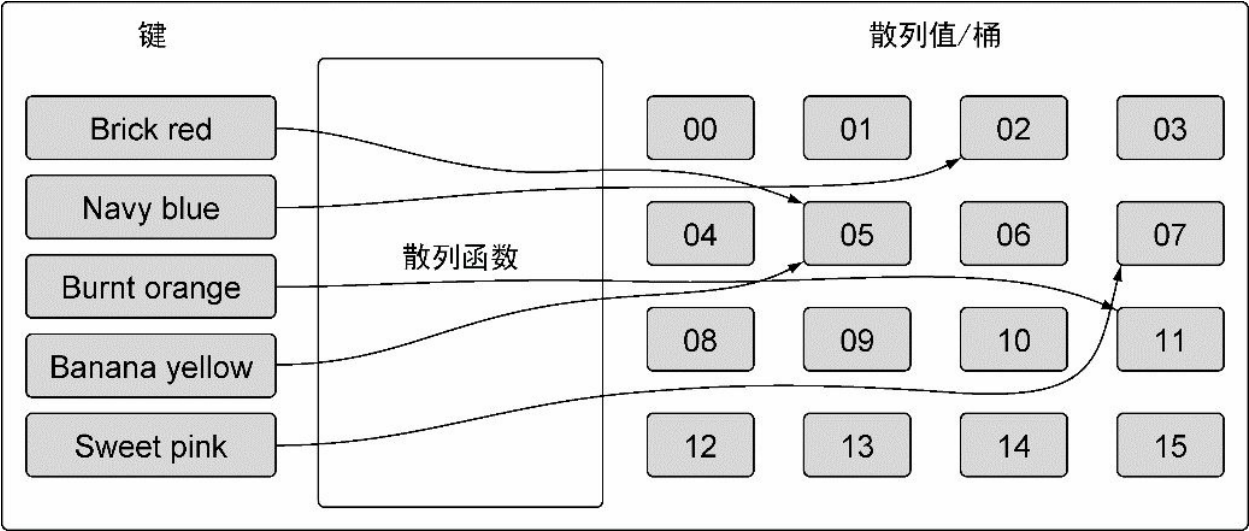 键
散列值/桶
Brick red
Navy blue
Burnt orange
Banana yellow
Sweet pink
散列函数
00 01 02 03
04 05 06 07
08 09 10 11
12 13 14 15